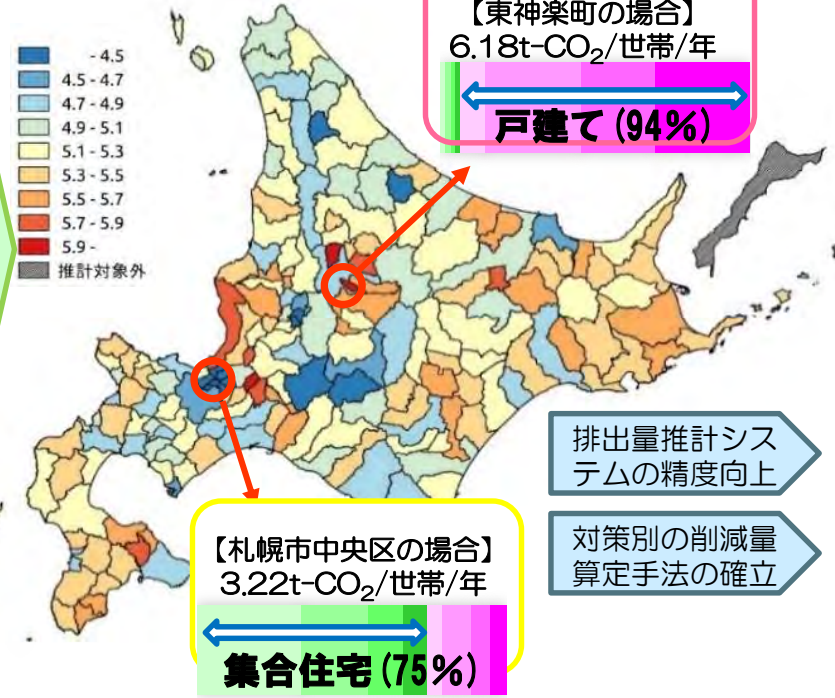 【東神楽町の場合】
6.18t-CO₂/世帯/年
戸建て(94%)
- 4.5
4.5 - 4.7
4.7 - 4.9
4.9 - 5.1
5.1 - 5.3
5.3 - 5.5
5.5 - 5.7
5.7 - 5.9
5.9 -
推計対象外
排出量推計シス
テムの精度向上
対策別の削減量
算定手法の確立
【札幌市中央区の場合】
3.22t-CO₂/世帯/年
集合住宅(75%)